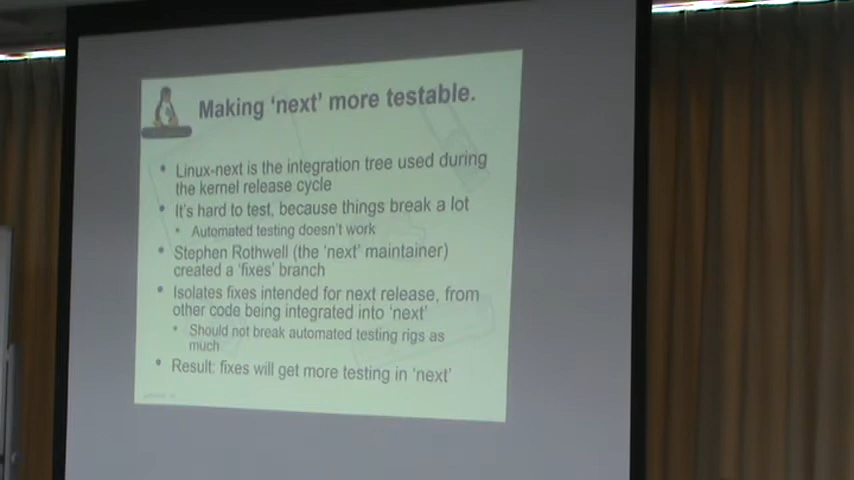 Making ‘next’ more testable.
• Linux-next is the integration tree used during
the kernel release cycle
• It’s hard to test, because things break a lot
• Automated testing doesn’t work
• Stephen Rothwell (the ‘next’ maintainer)
created a ‘fixes’ branch
• Isolates fixes intended for next release, from
other code being integrated into ‘next’
• Should not break automated testing rigs as
much
• Result: fixes will get more testing in ‘next’